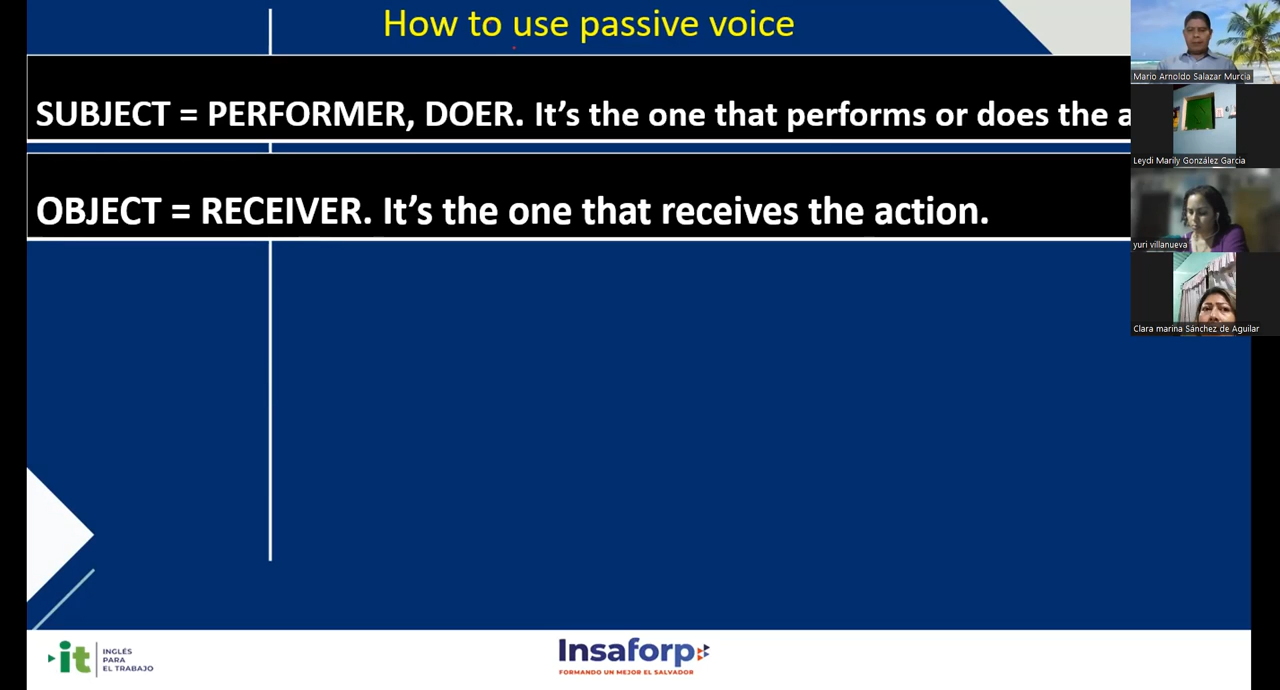 How to use passive voice
SUBJECT = PERFORMER, DOER. It’s the one that performs or does the a
OBJECT = RECEIVER. It’s the one that receives the action.
Mario Arnoldo Salazar Murcia
Leydi Marily González Garcia
yuri villanueva
Clara marina Sánchez de Aguilar
it
INGLÉS
PARA
EL TRABAJO
Insaforp
FORMANDO UN MEJOR EL SALVADOR